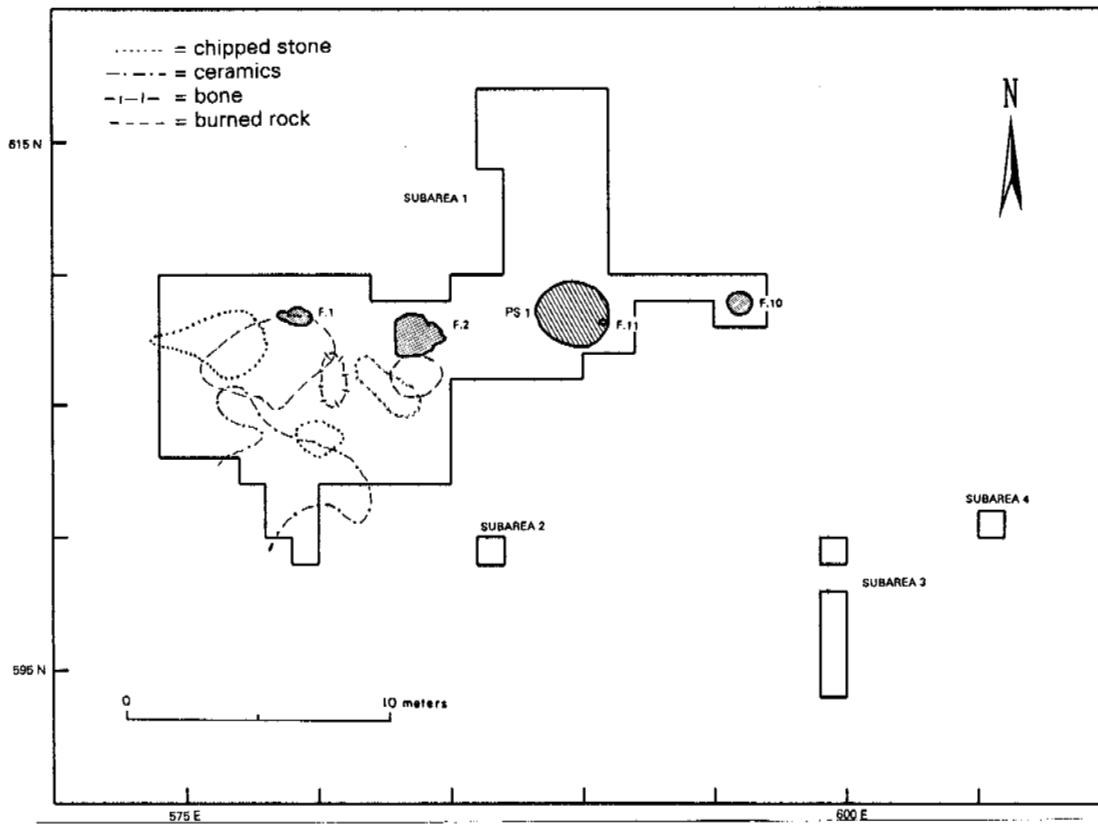 = chipped stone
= ceramics
= bone
= burned rock
N
615 N
SUBAREA 1
F.1
F.2
PS 1
F.11
F.10
SUBAREA 2
SUBAREA 4
SUBAREA 3
595 N
0 10 meters
575 E 600 E